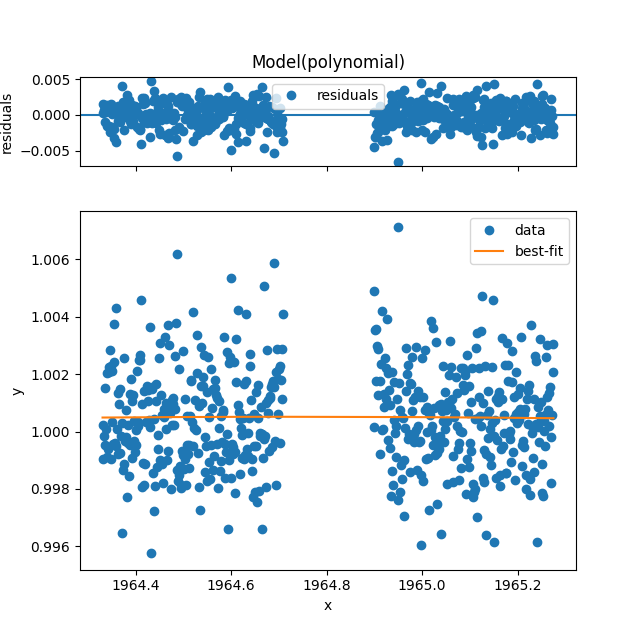 Model(polynomial)
0.005
0.000
−0.005
residuals
residuals
1.006
1.004
1.002
1.000
0.998
0.996
y
data
best-fit
1964.4
1964.6
1964.8
1965.0
1965.2
x